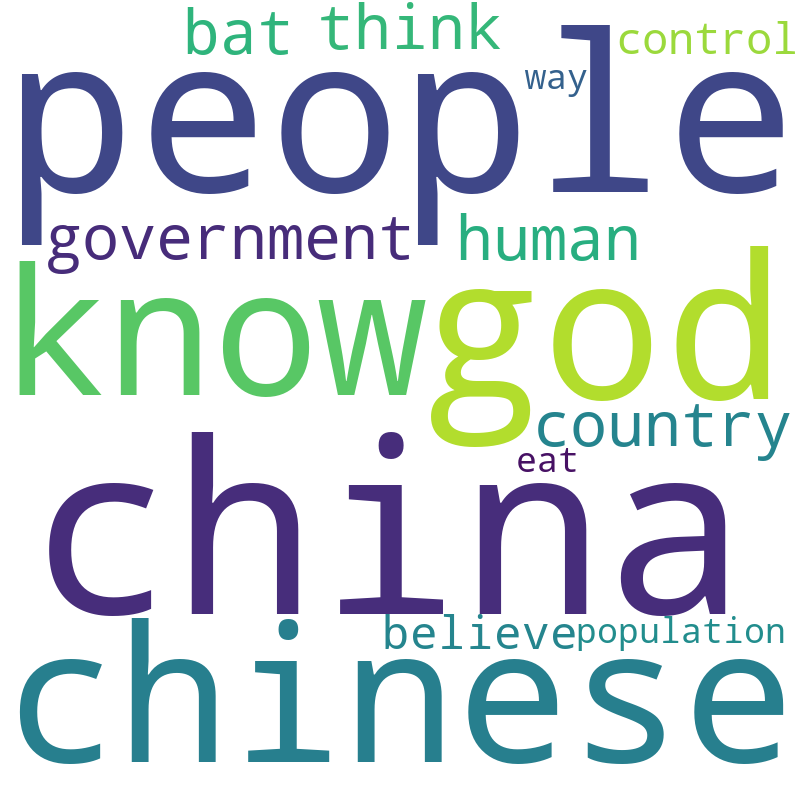 bat think control
people way
government human
know god
country
eat
china
believe population
chinese